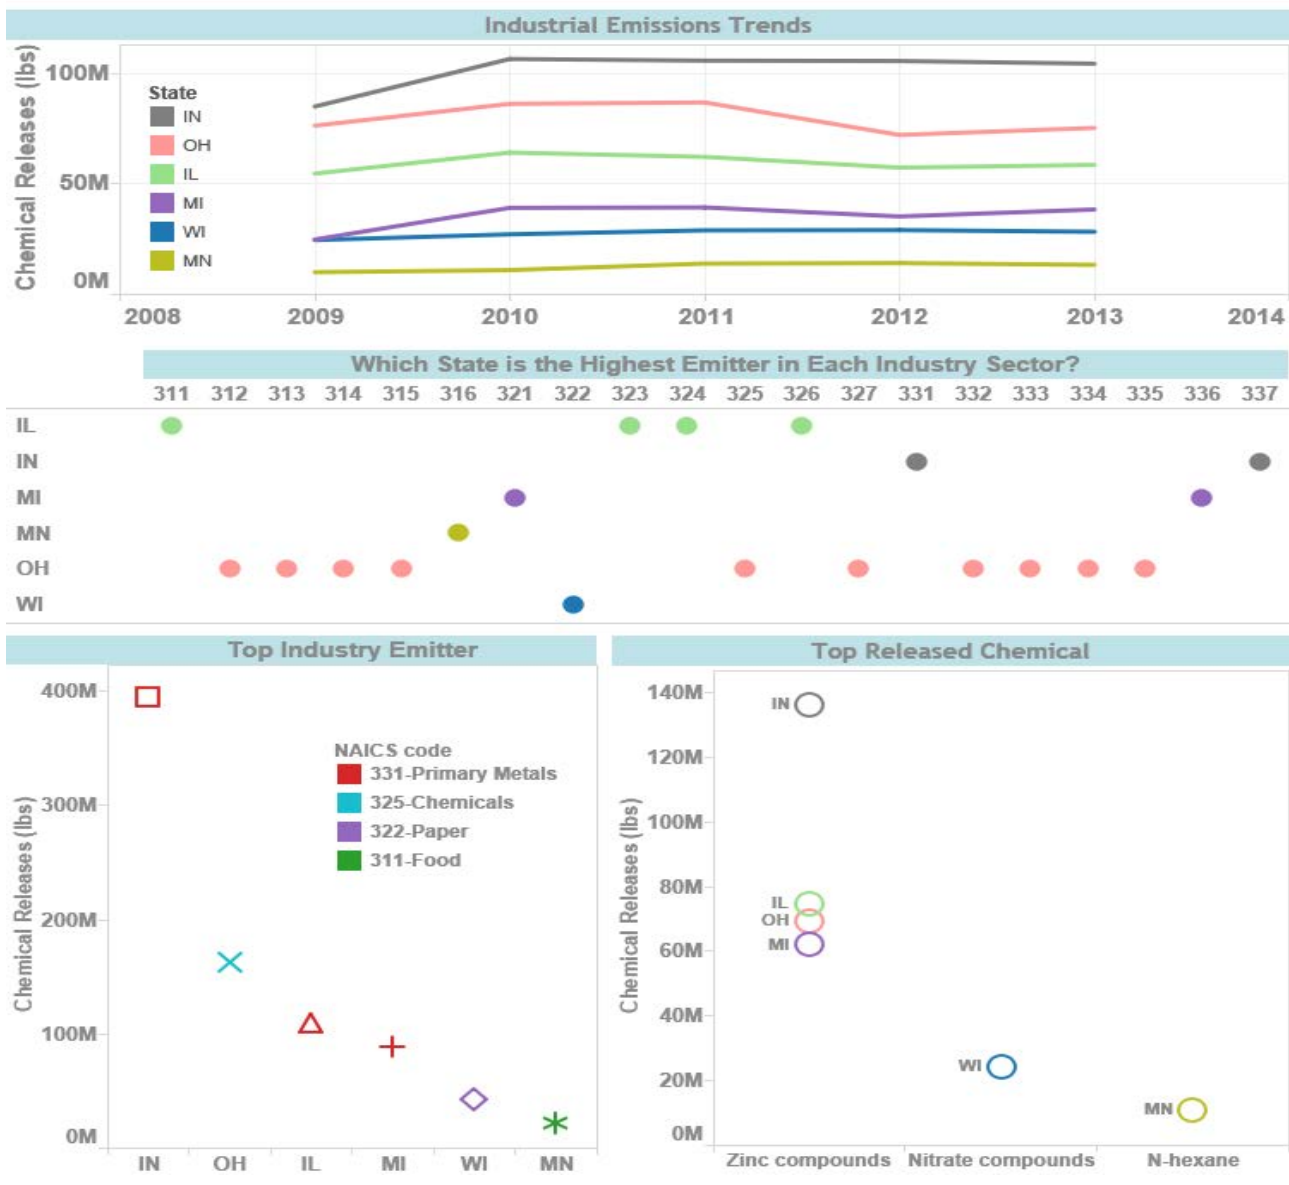 Industrial Emissions Trends
Chemical Releases (lbs)
100M
50M
0M
State
IN
OH
IL
MI
WI
MN
2008 2009 2010 2011 2012 2013 2014
Which State is the Highest Emitter in Each Industry Sector?
311 312 313 314 315 316 321 322 323 324 325 326 327 331 332 333 334 335 336 337
IL
IN
MI
MN
OH
WI
Top Industry Emitter
Chemical Releases (lbs)
400M
300M
200M
100M
0M
NAICS code
331-Primary Metals
325-Chemicals
322-Paper
311-Food
IN OH IL MI WI MN
Top Released Chemical
Chemical Releases (lbs)
140M
120M
100M
80M
60M
40M
20M
0M
IN
IL
OH
MI
WI
MN
Zinc compounds Nitrate compounds N-hexane